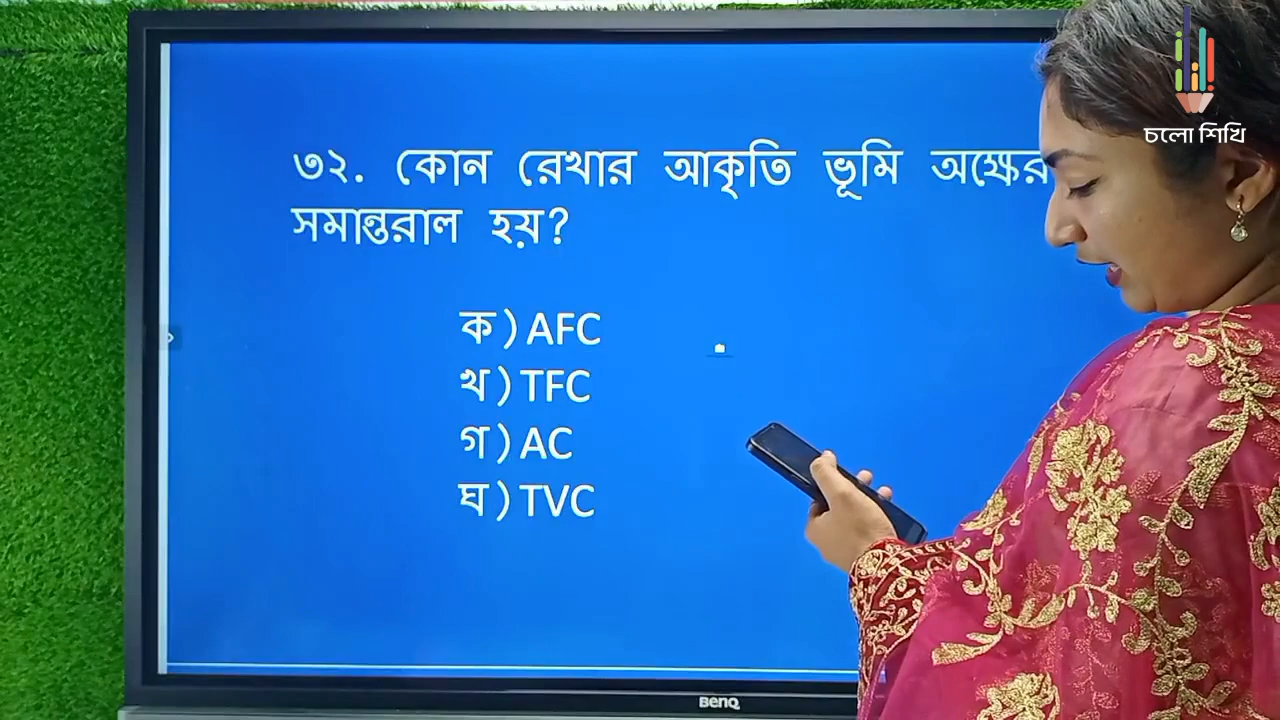 চলো শিখি
৩২. কোন রেখার আকৃতি ভূমি অক্ষের
সমান্তরাল হয়?
ক) AFC
খ) TFC
গ) AC
ঘ) TVC
BenQ